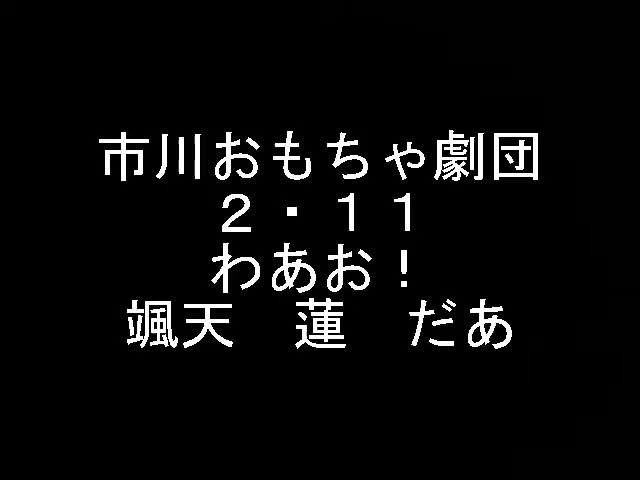 市川おもちゃ劇団
２・１１
わあお！
颯天　蓮　だあ